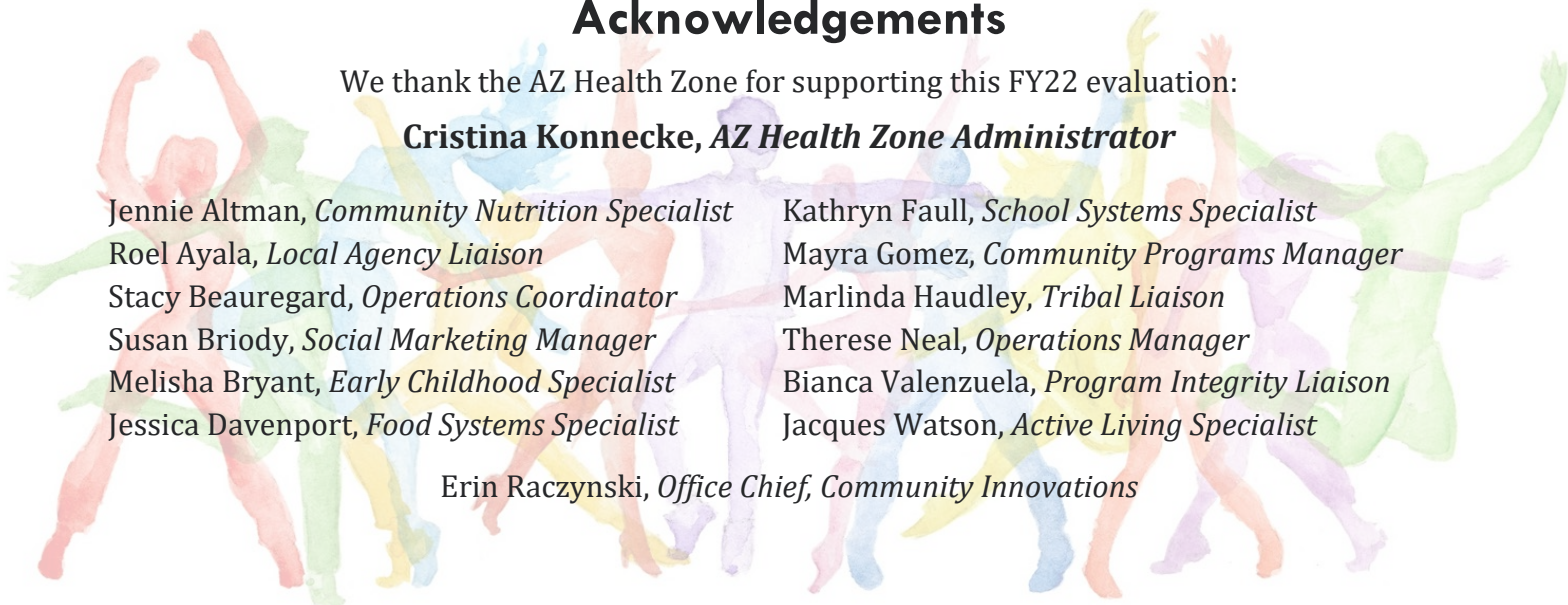 Acknowledgements
We thank the AZ Health Zone for supporting this FY22 evaluation:
Cristina Konnecke, AZ Health Zone Administrator
Jennie Altman, Community Nutrition Specialist
Roel Ayala, Local Agency Liaison
Stacy Beauregard, Operations Coordinator
Susan Briody, Social Marketing Manager
Melisha Bryant, Early Childhood Specialist
Jessica Davenport, Food Systems Specialist
Kathryn Faull, School Systems Specialist
Mayra Gomez, Community Programs Manager
Marlinda Haudley, Tribal Liaison
Therese Neal, Operations Manager
Bianca Valenzuela, Program Integrity Liaison
Jacques Watson, Active Living Specialist
Erin Raczynski, Office Chief, Community Innovations